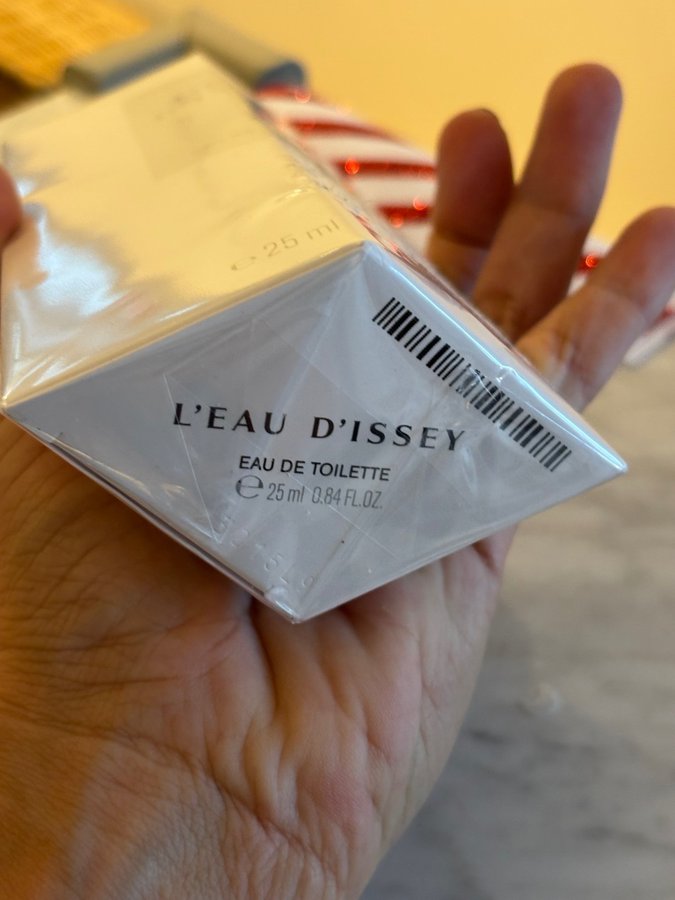 ℮ 25 ml
L'EAU D'ISSEY
EAU DE TOILETTE
℮ 25 ml 0.84 FL.OZ.